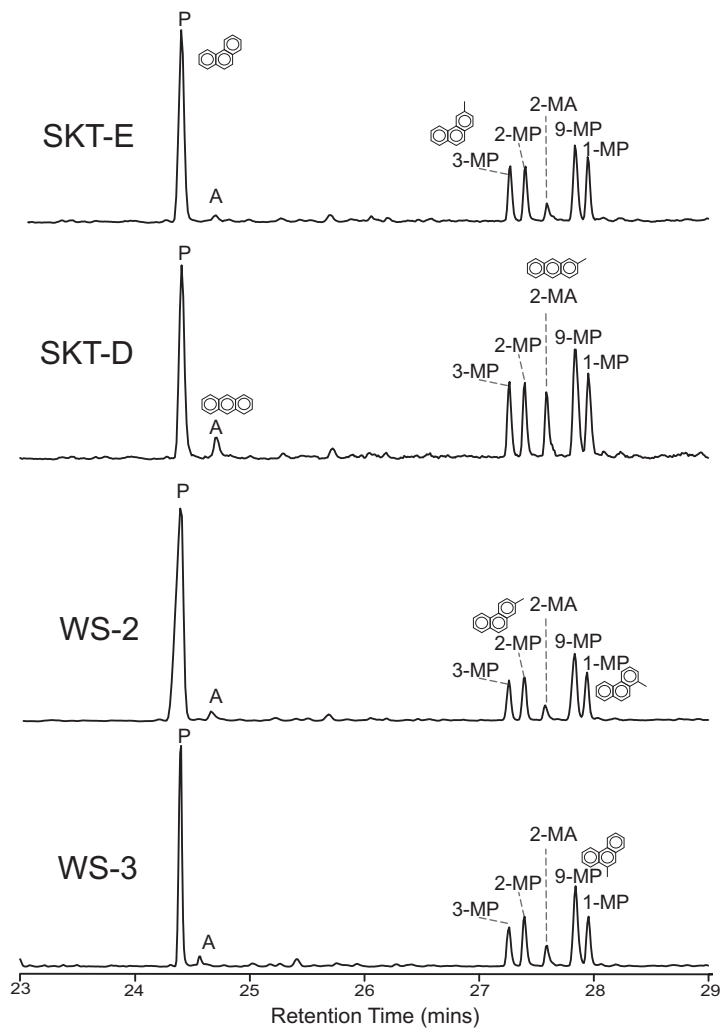 P
2-MA
SKT-E
2-MP
9-MP
3-MP
1-MP
A
P
2-MA
SKT-D
2-MP
9-MP
3-MP
1-MP
A
P
2-MA
WS-2
2-MP
9-MP
3-MP
1-MP
A
P
2-MA
WS-3
2-MP
9-MP
3-MP
1-MP
A
23 24 25 26 27 28 29
Retention Time (mins)